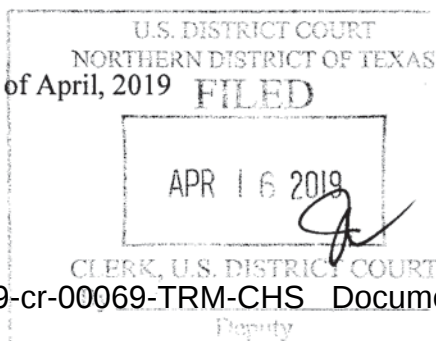 U.S. DISTRICT COURT
NORTHERN DISTRICT OF TEXAS
of April, 2019 FILED
APR 16 2019
CLERK, U.S. DISTRICT COURT
9-cr-00069-TRM-CHS Docume
Deputy